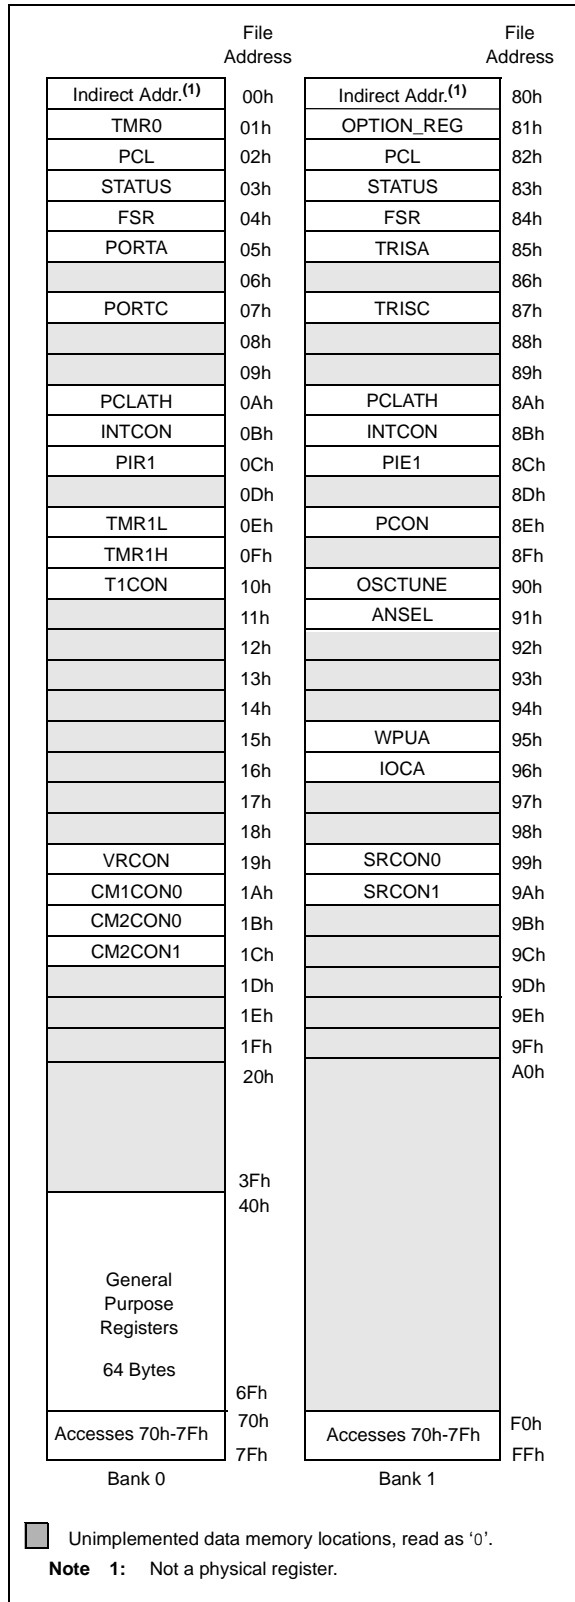 File Address File Address
Indirect Addr.(1) 00h Indirect Addr.(1) 80h
TMR0 01h OPTION_REG 81h
PCL 02h PCL 82h
STATUS 03h STATUS 83h
FSR 04h FSR 84h
PORTA 05h TRISA 85h
06h 86h
PORTC 07h TRISC 87h
08h 88h
09h 89h
PCLATH 0Ah PCLATH 8Ah
INTCON 0Bh INTCON 8Bh
PIR1 0Ch PIE1 8Ch
0Dh 8Dh
TMR1L 0Eh PCON 8Eh
TMR1H 0Fh 8Fh
T1CON 10h OSCTUNE 90h
11h ANSEL 91h
12h 92h
13h 93h
14h 94h
15h WPUA 95h
16h IOCA 96h
17h 97h
18h 98h
VRCON 19h SRCON0 99h
CM1CON0 1Ah SRCON1 9Ah
CM2CON0 1Bh 9Bh
CM2CON1 1Ch 9Ch
1Dh 9Dh
1Eh 9Eh
1Fh 9Fh
20h A0h
3Fh
40h
General
Purpose
Registers
64 Bytes
6Fh
Accesses 70h-7Fh 70h Accesses 70h-7Fh F0h
7Fh FFh
Bank 0 Bank 1
Unimplemented data memory locations, read as ‘0’.
Note 1: Not a physical register.